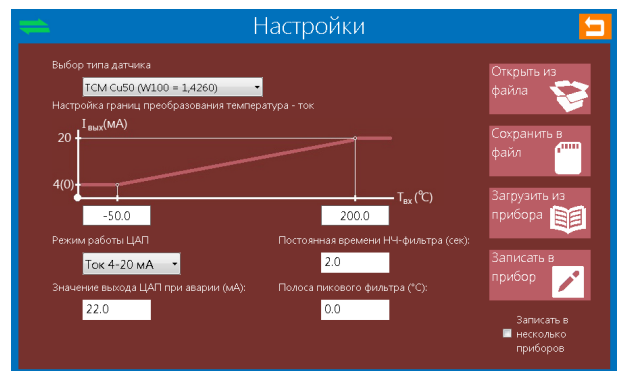 Настройки
Выбор типа датчика
ТСМ Cu50 (W100 = 1,4260)
Настройка границ преобразования температура - ток
I вых(мА)
20
4(0)
Tвх (°C)
-50.0
200.0
Режим работы ЦАП
Ток 4-20 мА
Значение выхода ЦАП при аварии (мА):
22.0
Постоянная времени НЧ-фильтра (сек):
2.0
Полоса пикового фильтра (°C):
0.0
Открыть из
файла
Сохранить в
файл
Загрузить из
прибора
Записать в
прибор
Записать в
несколько
приборов